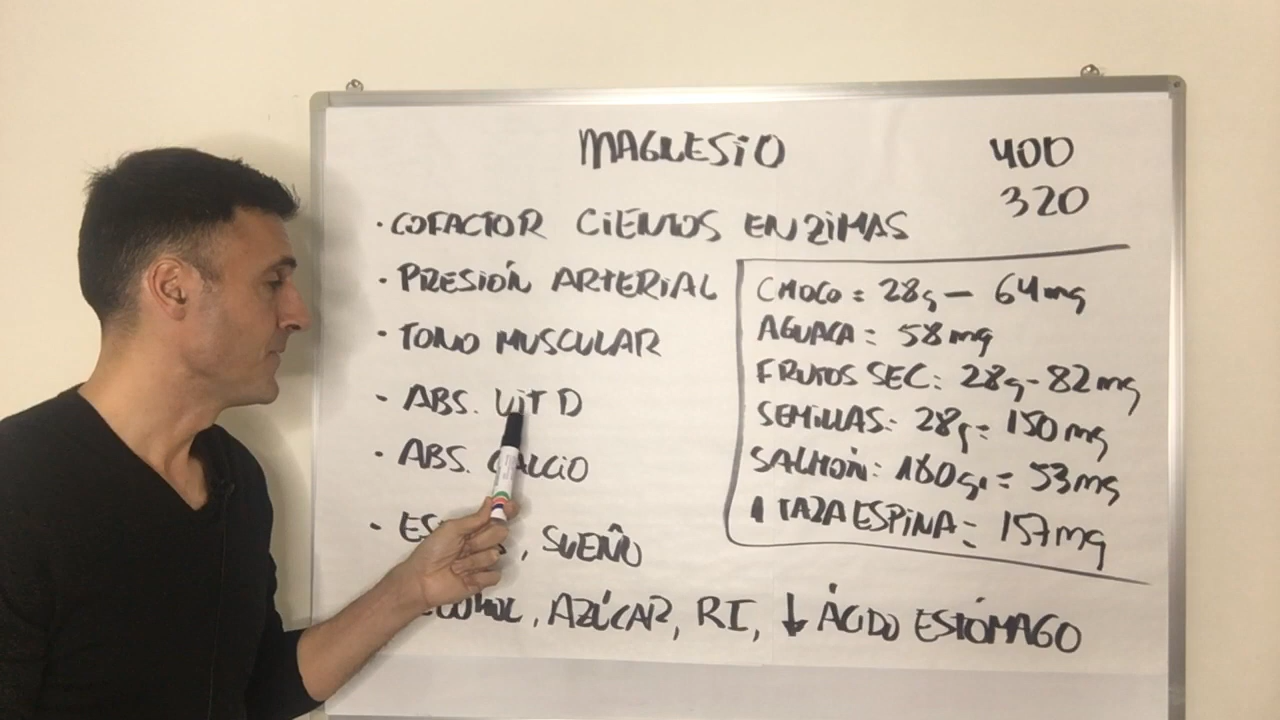 MAGNESIO
400
320
• COFACTOR CIENTOS ENZIMAS
• PRESIÓN ARTERIAL
• TONO MUSCULAR
• ABS. VIT D
• ABS. CALCIO
• ES , SUEÑO
, AZÚCAR, RI, ↓ ÁCIDO ESTÓMAGO
CHOCO = 28g — 64mg
AGUACA = 58mg
FRUTOS SEC: 28g - 82mg
SEMILLAS: 28g = 150mg
SALMÓN: 180g. = 53mg
1 TAZA ESPINA = 157mg